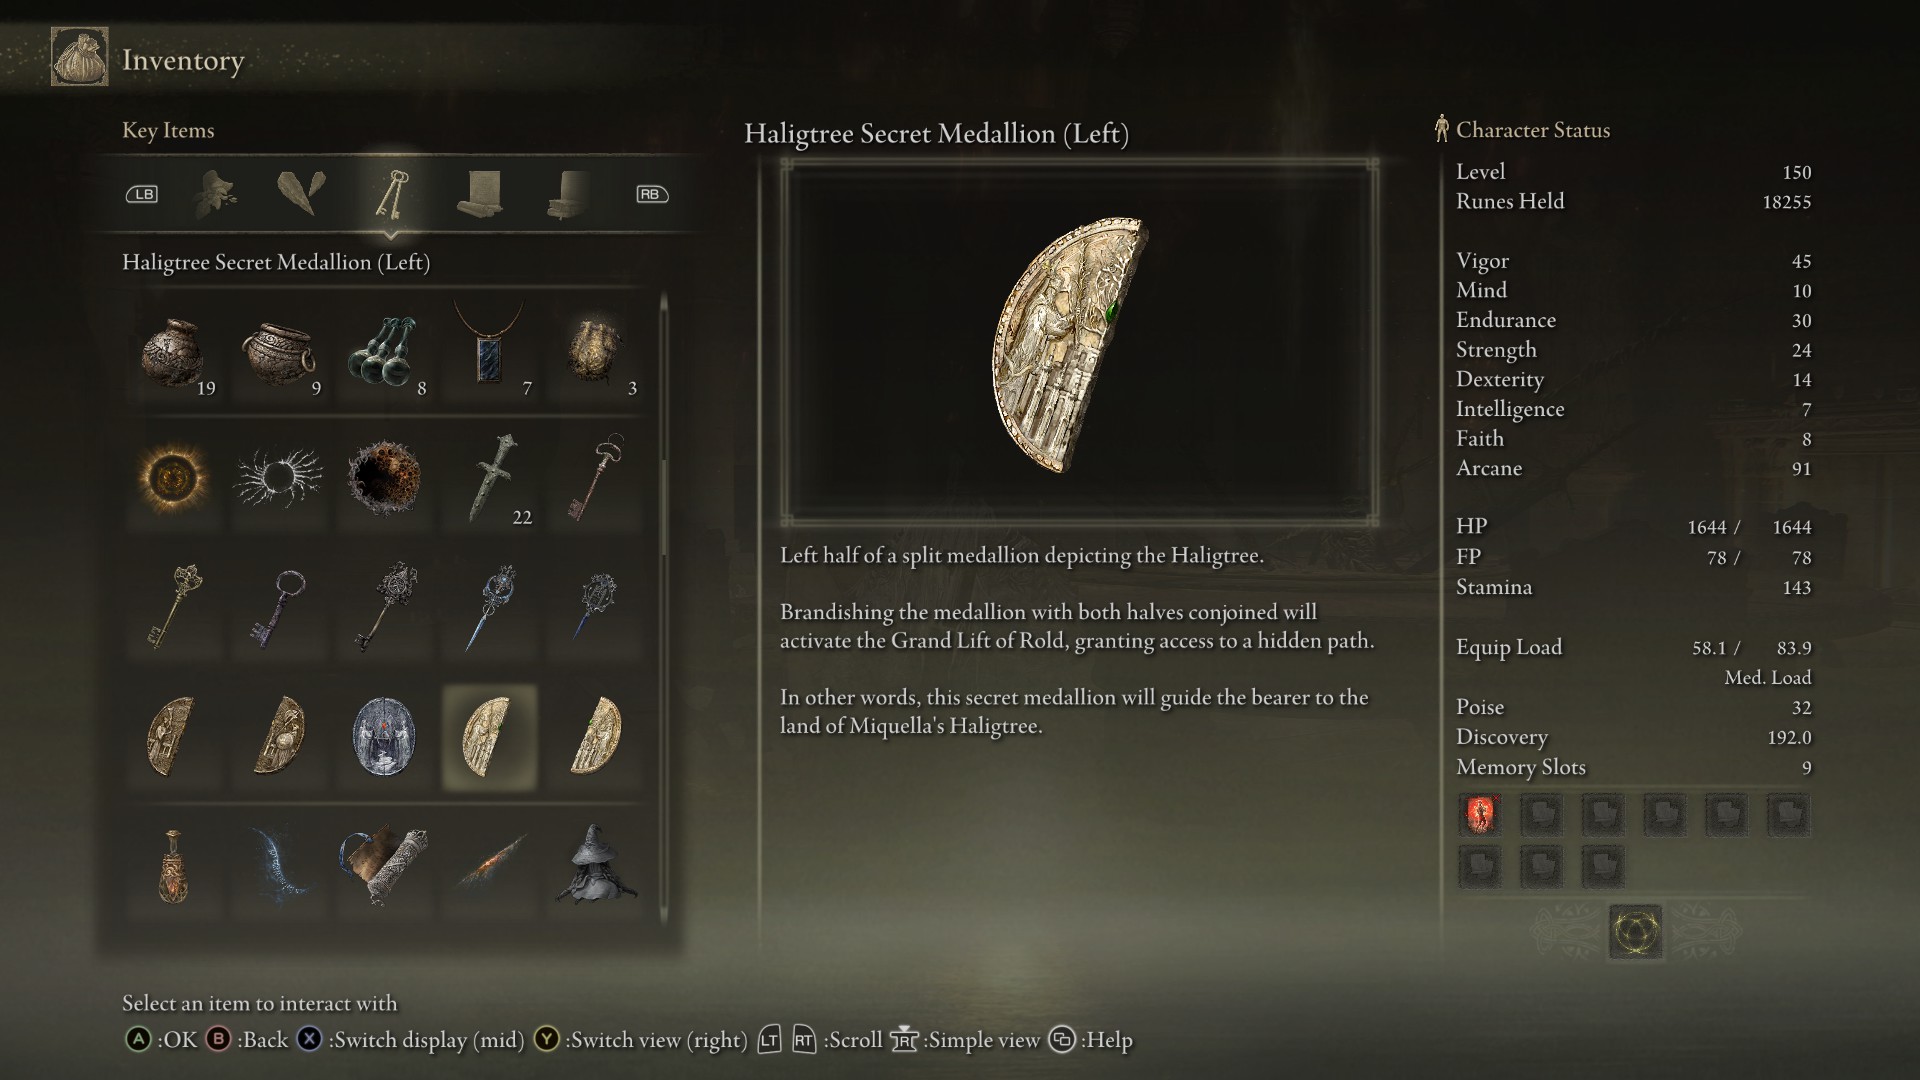 Inventory
Key Items
LB
RB
Haligtree Secret Medallion (Left)
19
9
8
7
3
22
Haligtree Secret Medallion (Left)
Left half of a split medallion depicting the Haligtree.
Brandishing the medallion with both halves conjoined will
activate the Grand Lift of Rold, granting access to a hidden path.
In other words, this secret medallion will guide the bearer to the
land of Miquella's Haligtree.
Character Status
Level 150
Runes Held 18255
Vigor 45
Mind 10
Endurance 30
Strength 24
Dexterity 14
Intelligence 7
Faith 8
Arcane 91
HP 1644 / 1644
FP 78 / 78
Stamina 143
Equip Load 58.1 / 83.9
Med. Load
Poise 32
Discovery 192.0
Memory Slots 9
Select an item to interact with
A :OK B :Back X :Switch display (mid) Y :Switch view (right) LT RT :Scroll R :Simple view :Help